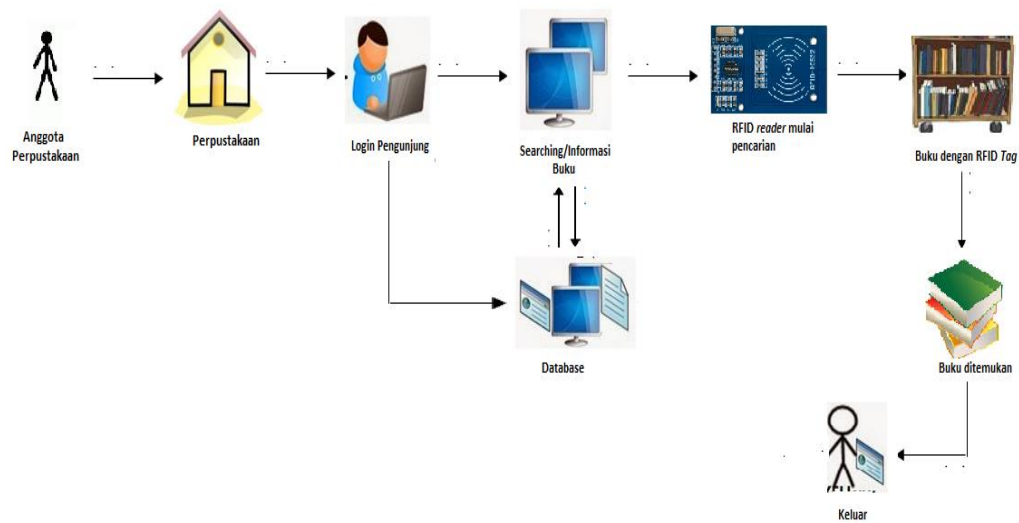 Anggota
Perpustakaan
Perpustakaan
Login Pengunjung
Searching/Informasi
Buku
RFID reader mulai
pencarian
Buku dengan RFID Tag
Database
Buku ditemukan
Keluar